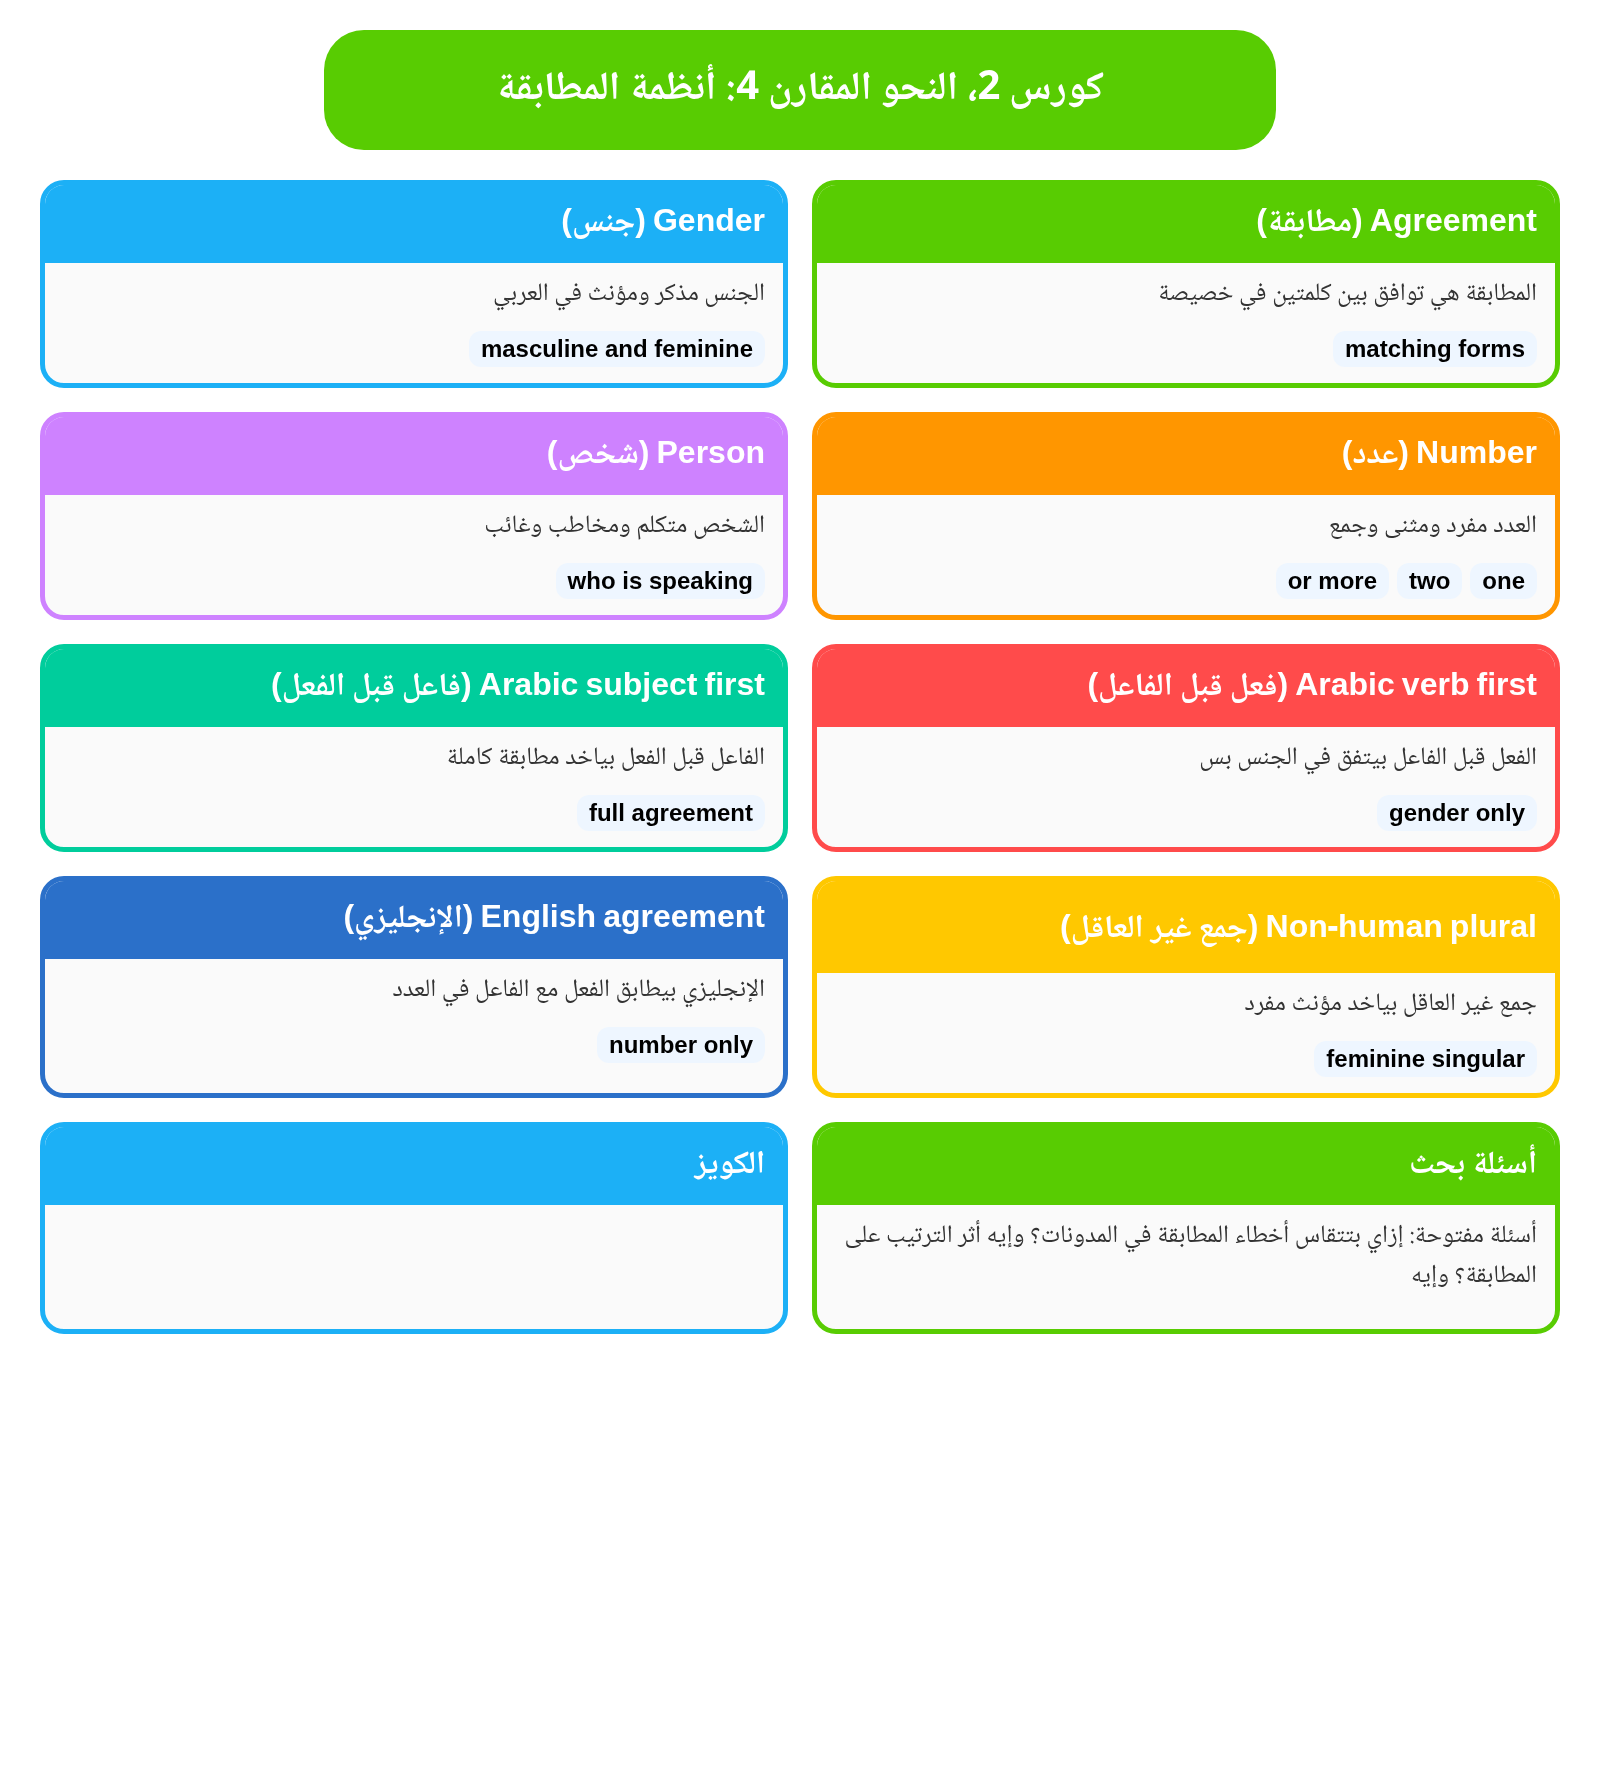 كورس 2، النحو المقارن 4: أنظمة المطابقة
Agreement (مطابقة)
المطابقة هي توافق بين كلمتين في خصيصة
matching forms
Gender (جنس)
الجنس مذكر ومؤنث في العربي
masculine and feminine
Number (عدد)
العدد مفرد ومثنى وجمع
one two or more
Person (شخص)
الشخص متكلم ومخاطب وغائب
who is speaking
Arabic verb first (فعل قبل الفاعل)
الفعل قبل الفاعل بيتفق في الجنس بس
gender only
Arabic subject first (فاعل قبل الفعل)
الفاعل قبل الفعل بياخد مطابقة كاملة
full agreement
Non-human plural (جمع غير العاقل)
جمع غير العاقل بياخد مؤنث مفرد
feminine singular
English agreement (الإنجليزي)
الإنجليزي بيطابق الفعل مع الفاعل في العدد
number only
أسئلة بحث
أسئلة مفتوحة: إزاي بتتقاس أخطاء المطابقة في المدونات؟ وإيه أثر الترتيب على
المطابقة؟ وإيه
الكويز